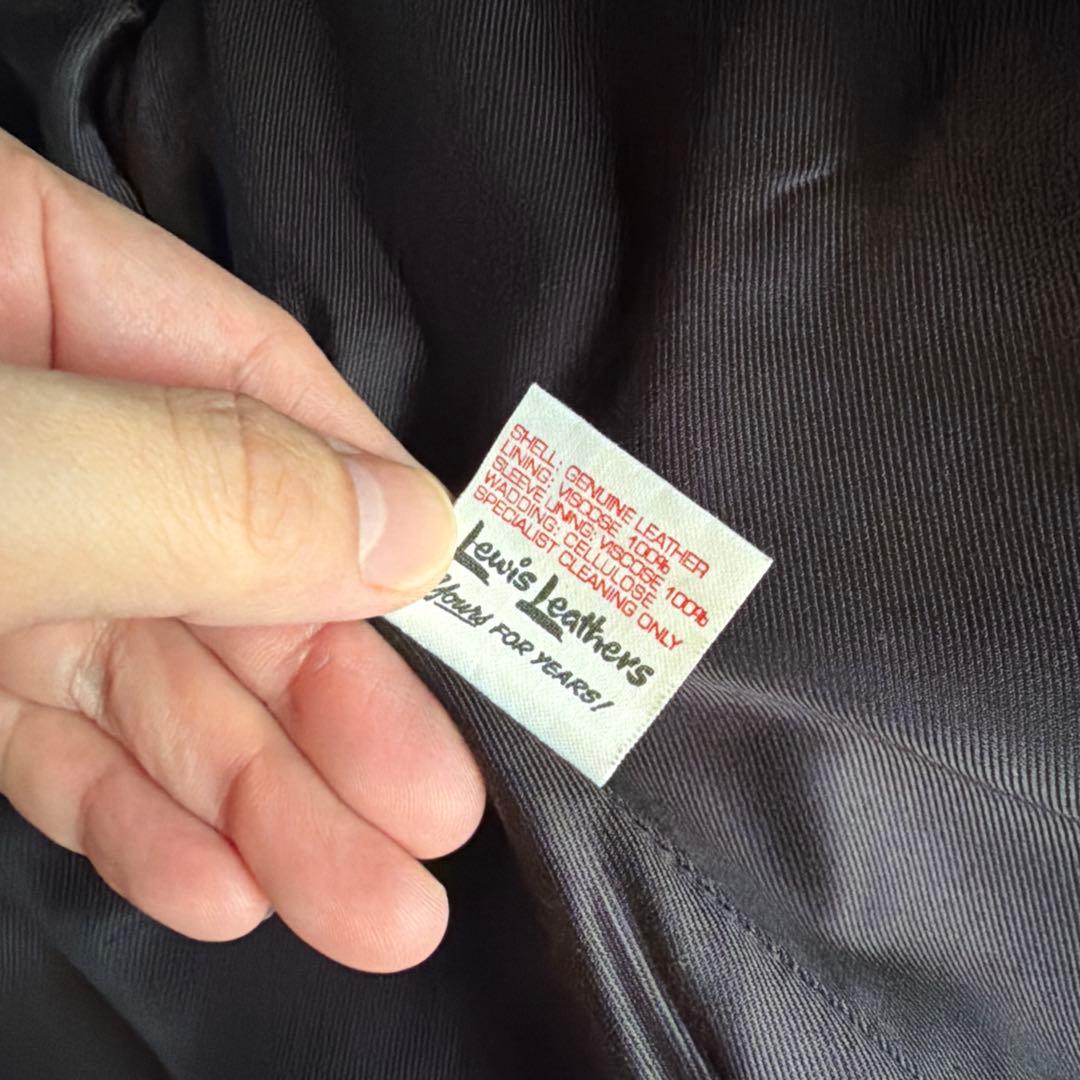 SHELL: GENUINE LEATHER
LINING: VISCOSE 100%
SLEEVE LINING: VISCOSE 100%
WADDING: CELLULOSE
SPECIALIST CLEANING ONLY
Lewis Leathers
Yours FOR YEARS!